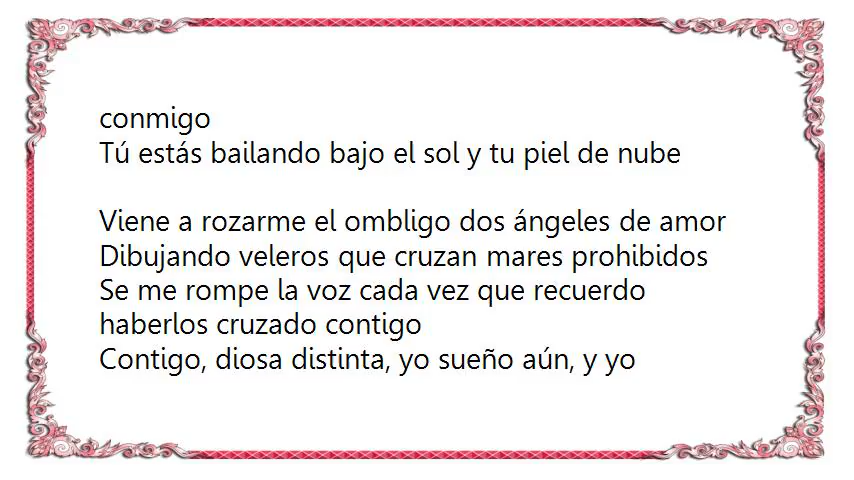 conmigo
Tú estás bailando bajo el sol y tu piel de nube
Viene a rozarme el ombligo dos ángeles de amor
Dibujando veleros que cruzan mares prohibidos
Se me rompe la voz cada vez que recuerdo
haberlos cruzado contigo
Contigo, diosa distinta, yo sueño aún, y yo